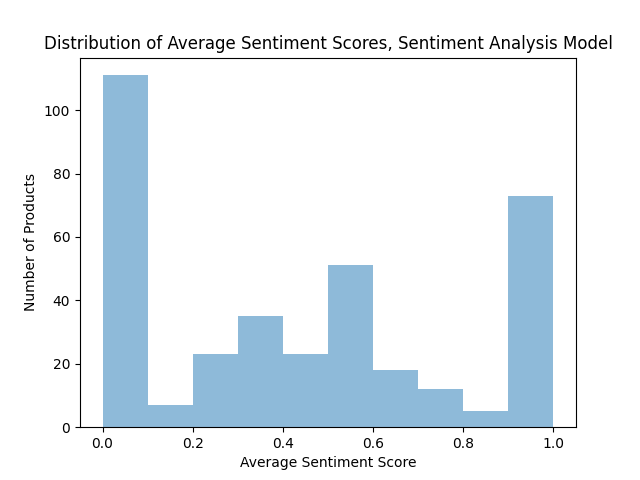 Distribution of Average Sentiment Scores, Sentiment Analysis Model
Number of Products
100
80
60
40
20
0
0.0 0.2 0.4 0.6 0.8 1.0
Average Sentiment Score